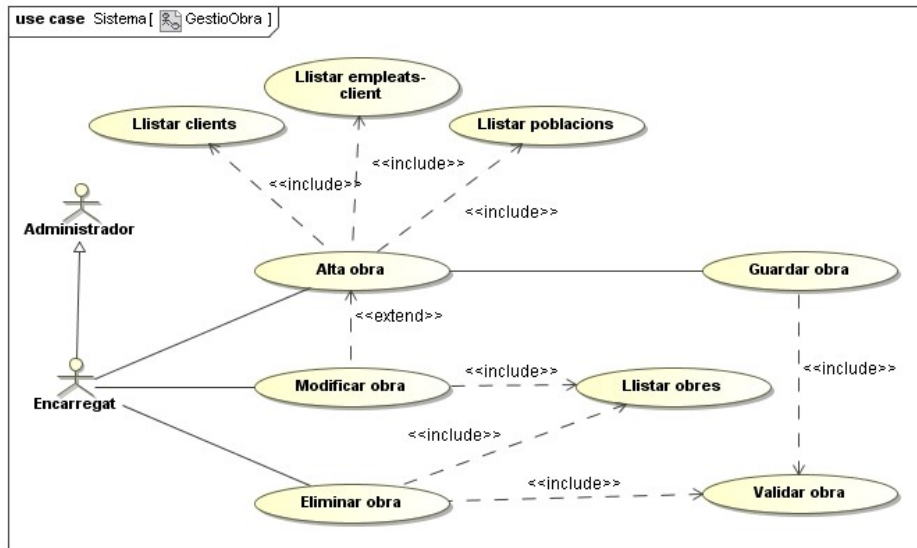 use case Sistema [ GestioObra ]
Llistar empleats-
client
Llistar clients
Llistar poblacions
<<include>>
<<include>>
<<include>>
Administrador
Alta obra
Guardar obra
<<extend>>
<<include>>
<<include>>
Modificar obra
Llistar obres
Encarregat
<<include>>
<<include>>
Eliminar obra
Validar obra